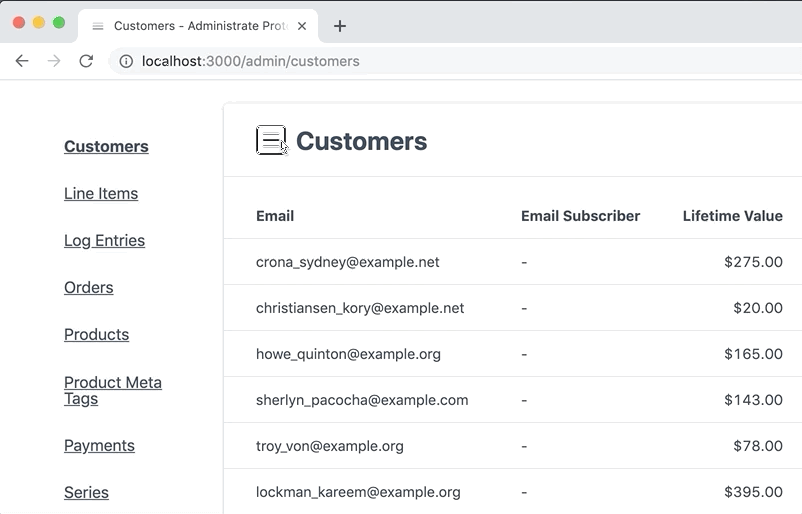 Customers - Administrate Prot
localhost:3000/admin/customers
Customers
Line Items
Log Entries
Orders
Products
Product Meta
Tags
Payments
Series
Customers
Email Email Subscriber Lifetime Value
crona_sydney@example.net - $275.00
christiansen_kory@example.net - $20.00
howe_quinton@example.org - $165.00
sherlyn_pacocha@example.com - $143.00
troy_von@example.org - $78.00
lockman_kareem@example.org - $395.00